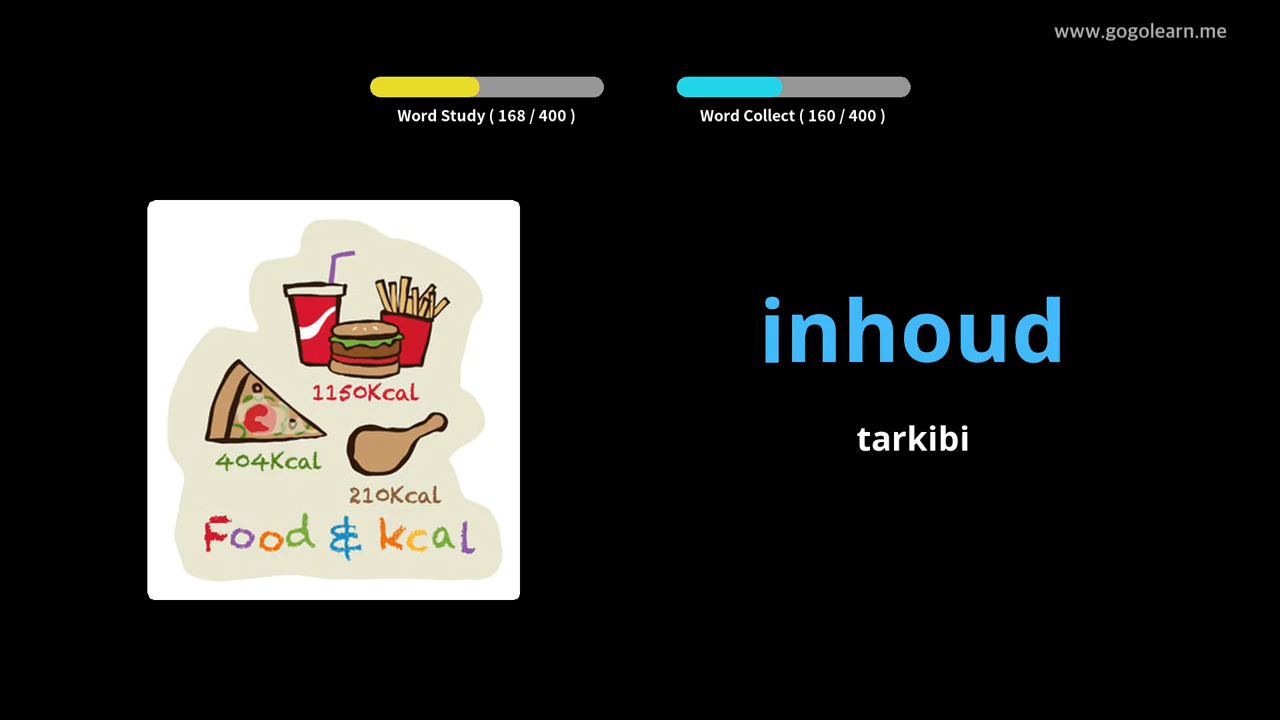 www.gogolearn.me
Word Study ( 168 / 400 )
Word Collect ( 160 / 400 )
1150Kcal
404Kcal
210Kcal
Food & kcal
inhoud
tarkibi